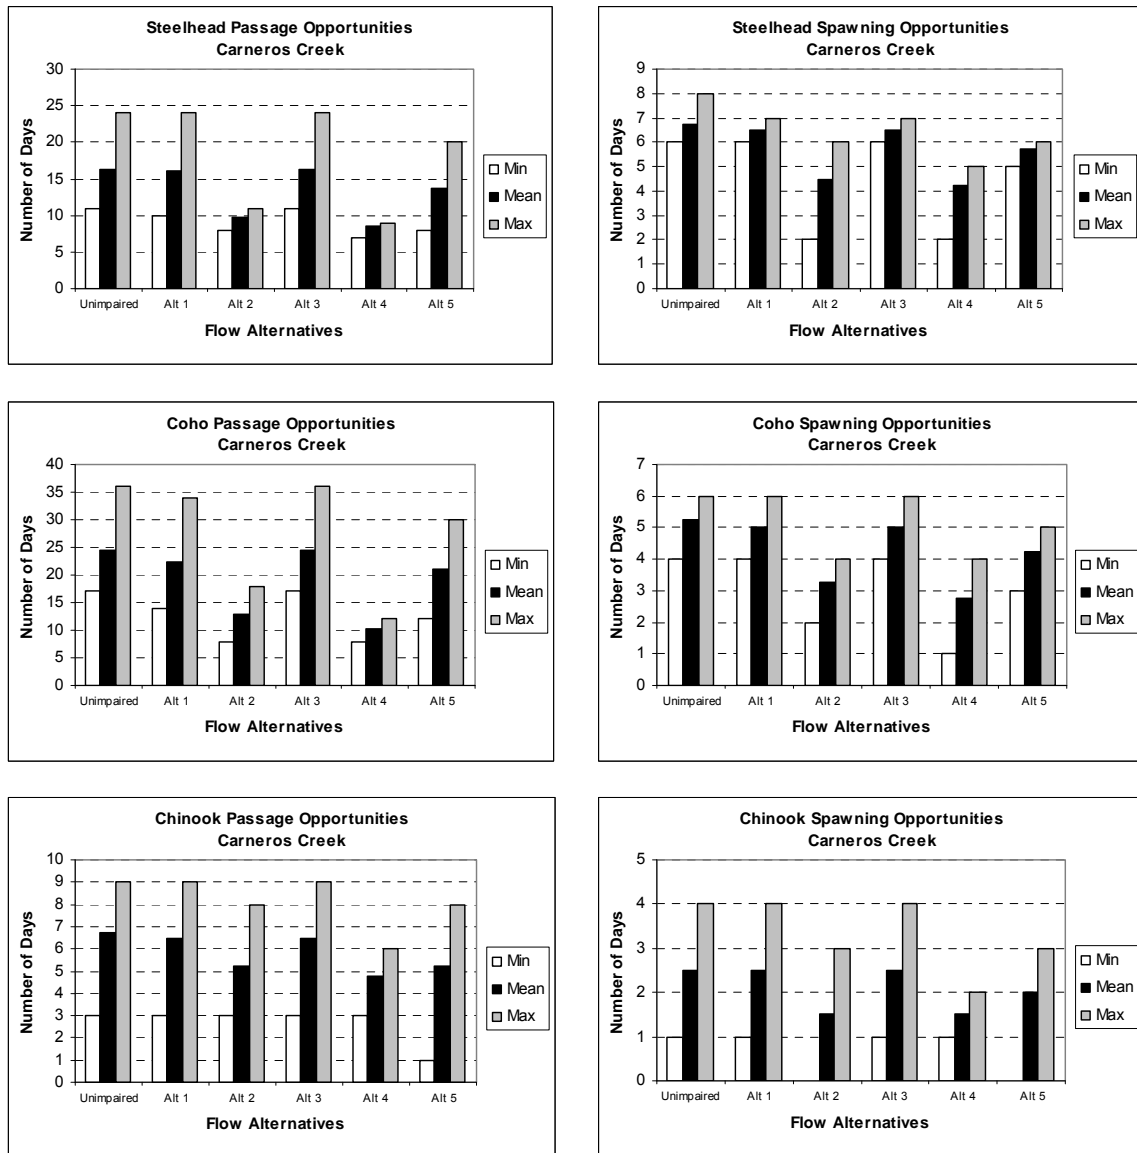 Steelhead Passage Opportunities
Carneros Creek
30
25
20
15
10
5
0
Number of Days
Unimpaired Alt 1 Alt 2 Alt 3 Alt 4 Alt 5
Flow Alternatives
Min
Mean
Max
Steelhead Spawning Opportunities
Carneros Creek
9
8
7
6
5
4
3
2
1
0
Number of Days
Unimpaired Alt 1 Alt 2 Alt 3 Alt 4 Alt 5
Flow Alternatives
Min
Mean
Max
Coho Passage Opportunities
Carneros Creek
40
35
30
25
20
15
10
5
0
Number of Days
Unimpaired Alt 1 Alt 2 Alt 3 Alt 4 Alt 5
Flow Alternatives
Min
Mean
Max
Coho Spawning Opportunities
Carneros Creek
7
6
5
4
3
2
1
0
Number of Days
Unimpaired Alt 1 Alt 2 Alt 3 Alt 4 Alt 5
Flow Alternatives
Min
Mean
Max
Chinook Passage Opportunities
Carneros Creek
10
9
8
7
6
5
4
3
2
1
0
Number of Days
Unimpaired Alt 1 Alt 2 Alt 3 Alt 4 Alt 5
Flow Alternatives
Min
Mean
Max
Chinook Spawning Opportunities
Carneros Creek
5
4
3
2
1
0
Number of Days
Unimpaired Alt 1 Alt 2 Alt 3 Alt 4 Alt 5
Flow Alternatives
Min
Mean
Max